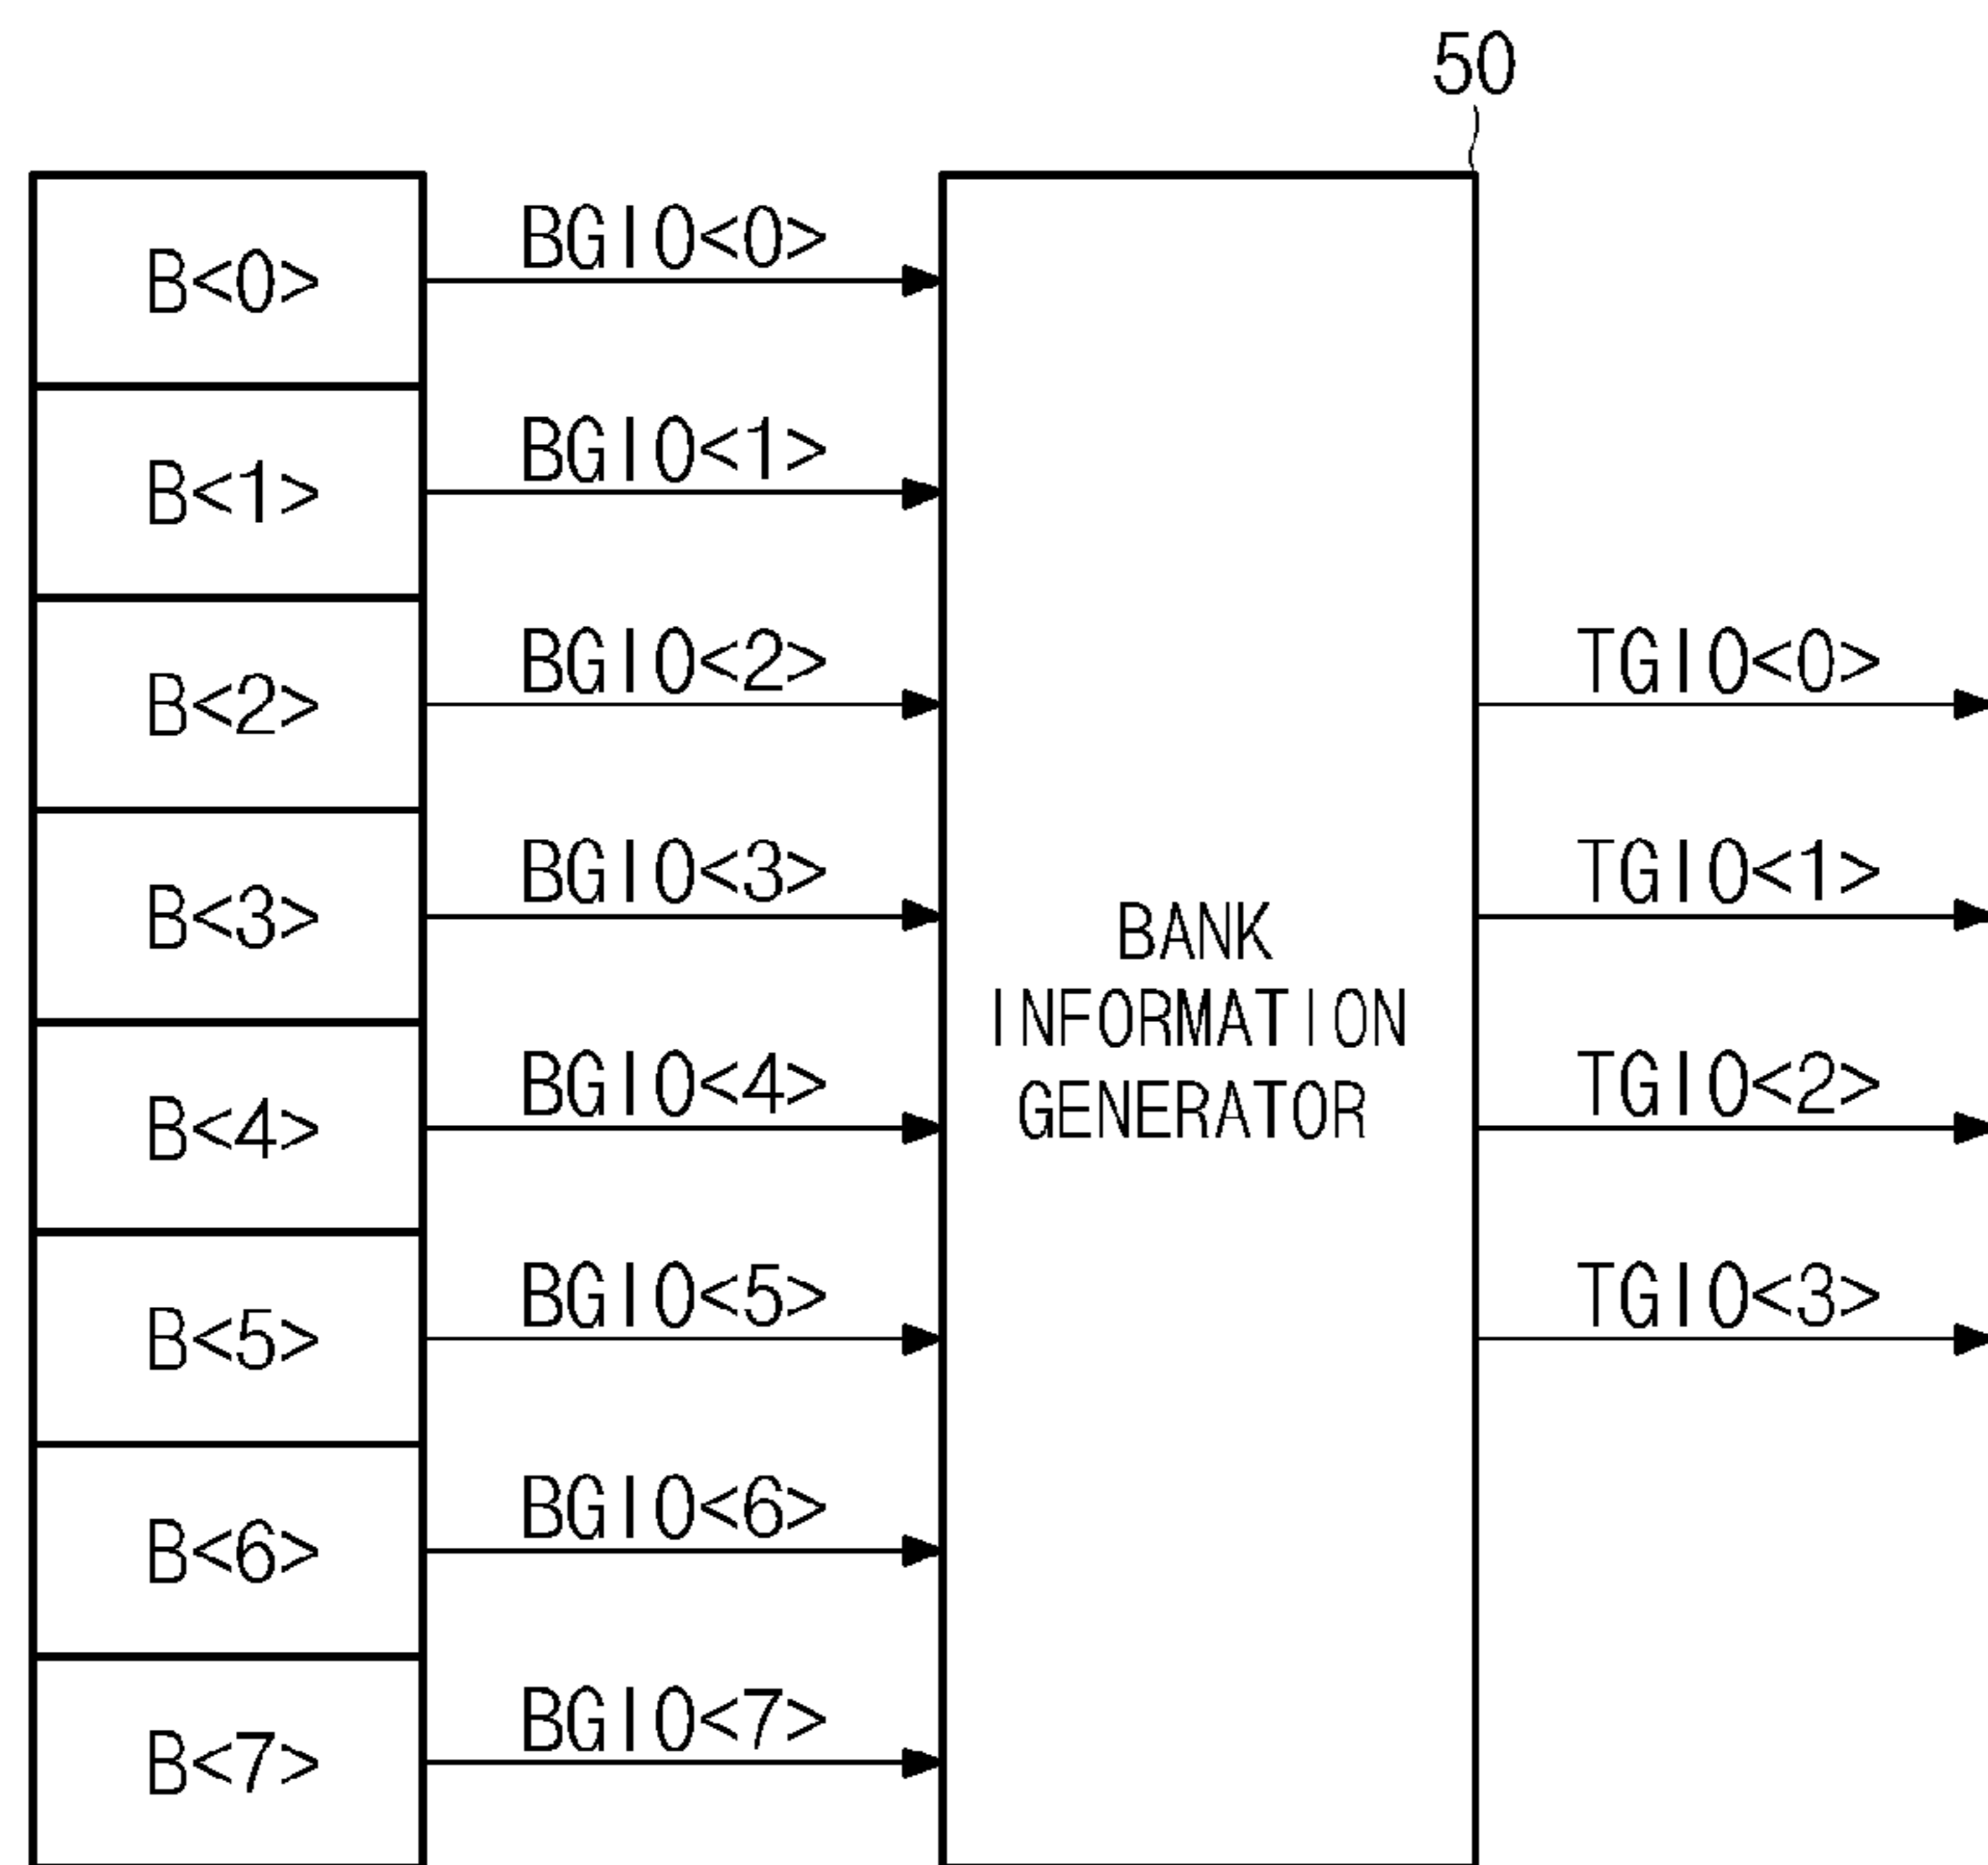 50
B<0>
BGIO<0>
B<1>
BGIO<1>
B<2>
BGIO<2>
TGIO<0>
B<3>
BGIO<3>
TGIO<1>
BANK
INFORMATION
GENERATOR
B<4>
BGIO<4>
TGIO<2>
B<5>
BGIO<5>
TGIO<3>
B<6>
BGIO<6>
B<7>
BGIO<7>